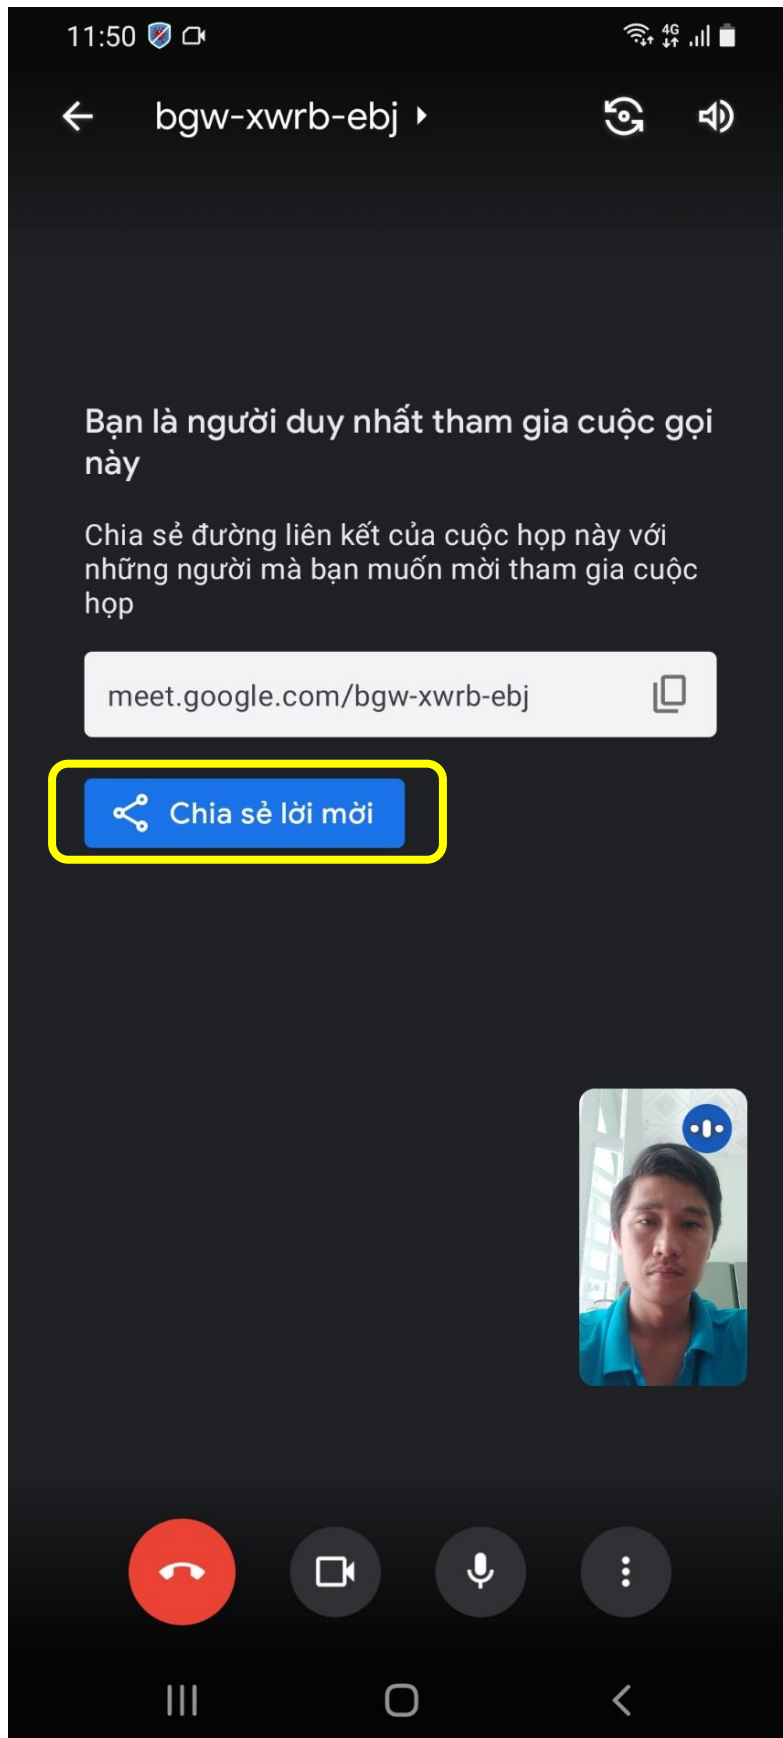 11:50
4G
bgw-xwrb-ebj
Bạn là người duy nhất tham gia cuộc gọi
này
Chia sẻ đường liên kết của cuộc họp này với
những người mà bạn muốn mời tham gia cuộc
họp
meet.google.com/bgw-xwrb-ebj
Chia sẻ lời mời